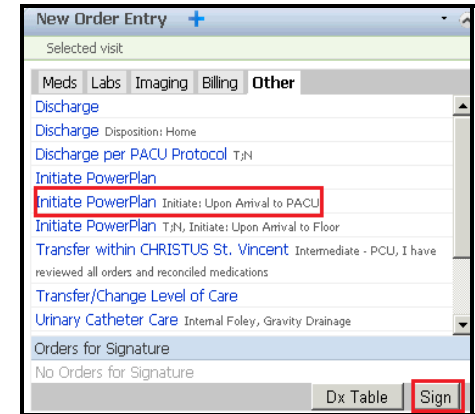 New Order Entry +
Selected visit
Meds Labs Imaging Billing Other
Discharge
Discharge Disposition: Home
Discharge per PACU Protocol T;N
Initiate PowerPlan
Initiate PowerPlan Initiate: Upon Arrival to PACU
Initiate PowerPlan T;N, Initiate: Upon Arrival to Floor
Transfer within CHRISTUS St. Vincent Intermediate - PCU, I have
reviewed all orders and reconciled medications
Transfer/Change Level of Care
Urinary Catheter Care Internal Foley, Gravity Drainage
Orders for Signature
No Orders for Signature
Dx Table Sign